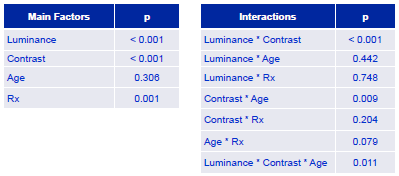 Main Factors p
Luminance < 0.001
Contrast < 0.001
Age 0.306
Rx 0.001
Interactions p
Luminance * Contrast < 0.001
Luminance * Age 0.442
Luminance * Rx 0.748
Contrast * Age 0.009
Contrast * Rx 0.204
Age * Rx 0.079
Luminance * Contrast * Age 0.011